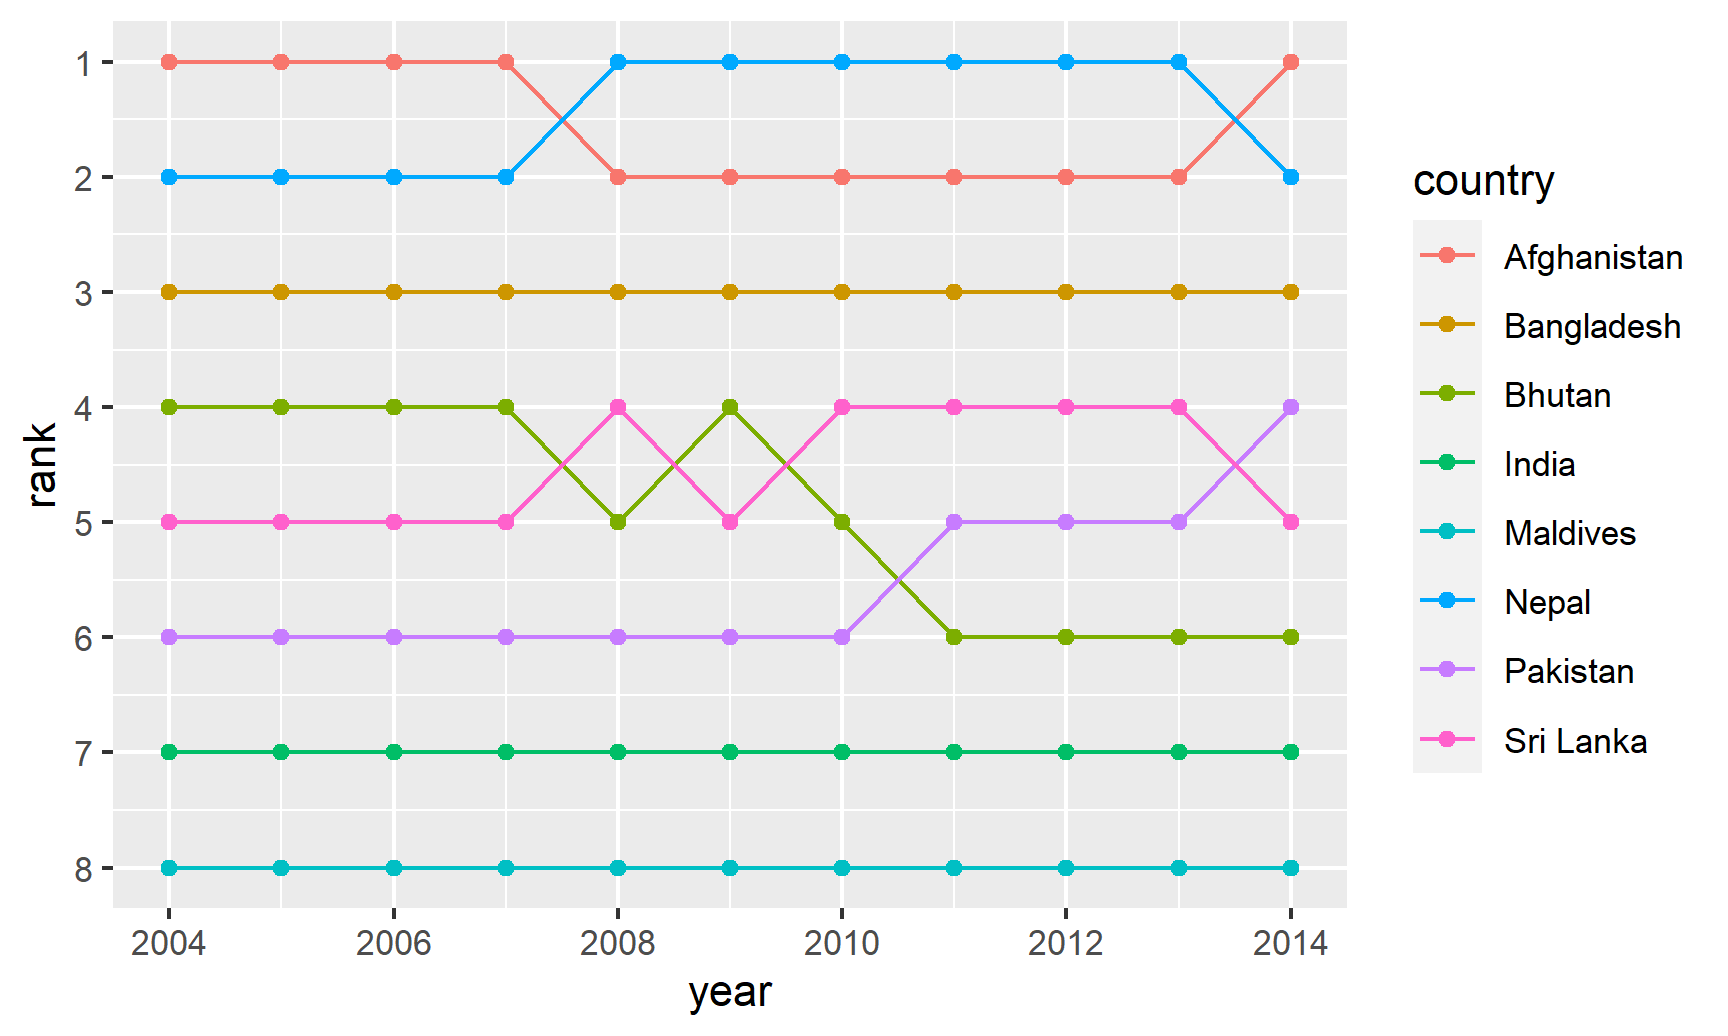 1
2
3
4
5
6
7
8
rank
2004 2006 2008 2010 2012 2014
year
country
Afghanistan
Bangladesh
Bhutan
India
Maldives
Nepal
Pakistan
Sri Lanka